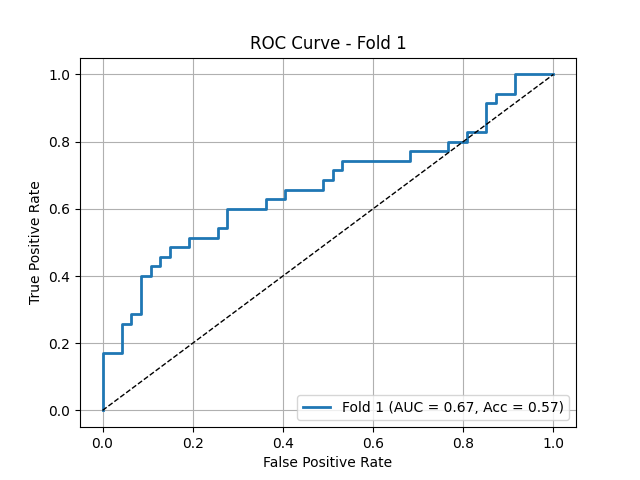 ROC Curve - Fold 1
1.0
0.8
0.6
0.4
0.2
0.0
True Positive Rate
Fold 1 (AUC = 0.67, Acc = 0.57)
0.0 0.2 0.4 0.6 0.8 1.0
False Positive Rate